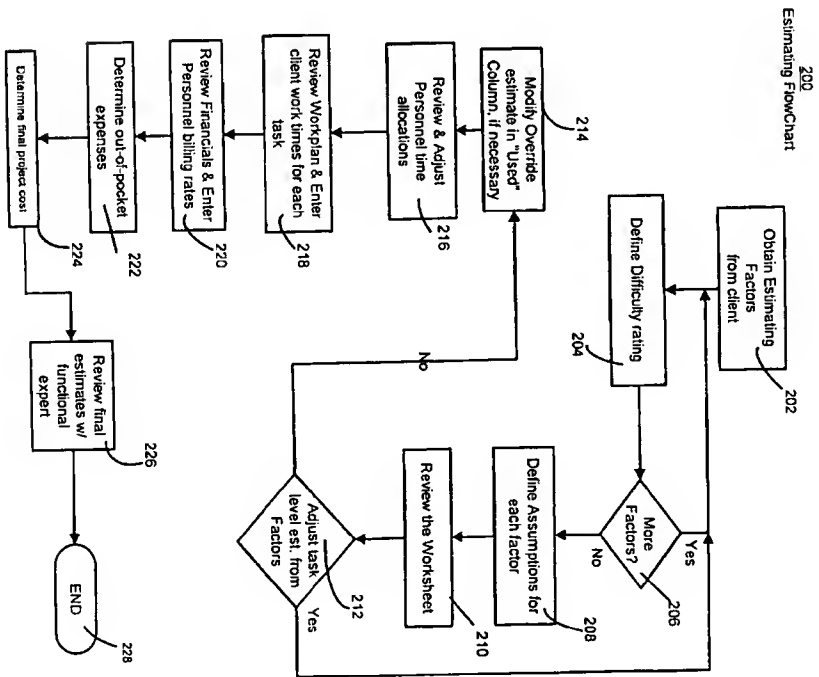 200
Estimating FlowChart
Obtain Estimating
Factors
from client
202
Define Difficulty rating
204
More
Factors?
206
Yes
No
Define Assumptions for
each factor
208
Review the Worksheet
210
Adjust task
level est. from
Factors
212
Yes
No
Modify Override
estimate in "Used"
Column, if necessary
214
Review & Adjust
Personnel time
allocations
216
Review Workplan & Enter
client work times for each
task
218
Review Financials & Enter
Personnel billing rates
220
Determine out-of-pocket
expenses
222
Determine final project cost
224
Review final
estimates w/
functional
expert
226
END
228